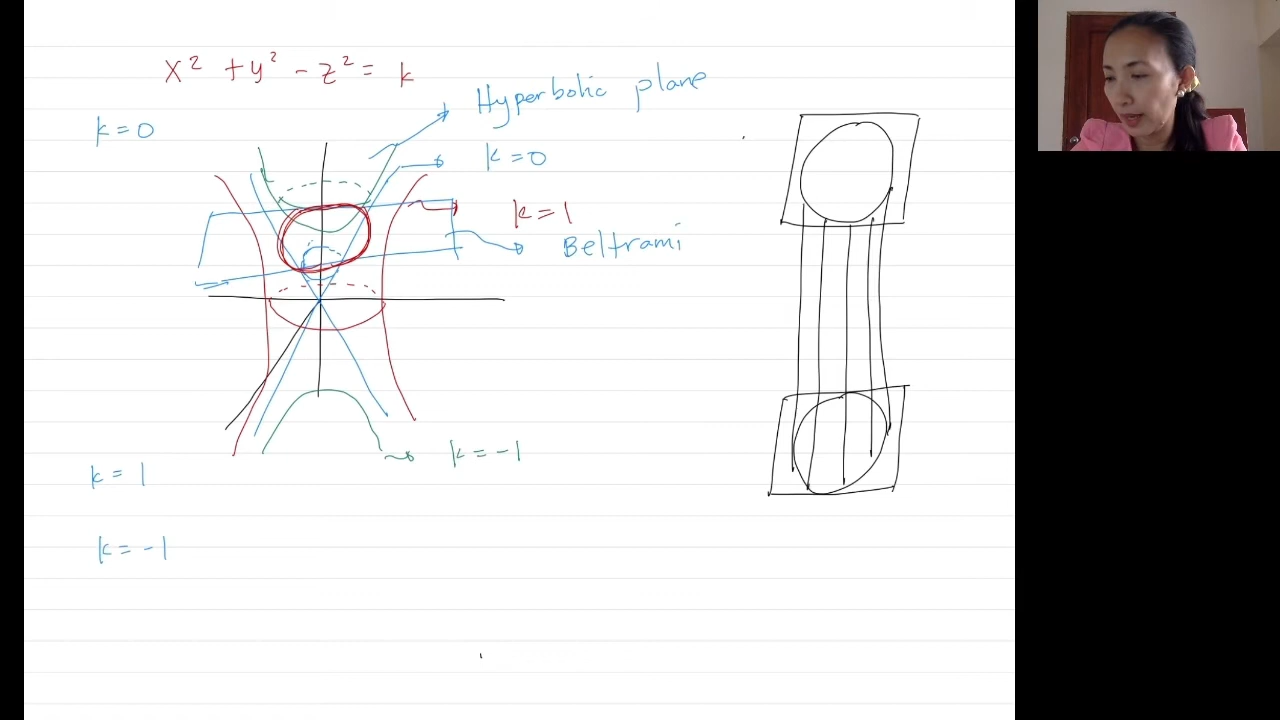 x² + y² - z² = k
Hyperbolic plane
k = 0
k = 0
k = 1
Beltrami
k = -1
k = 1
k = -1